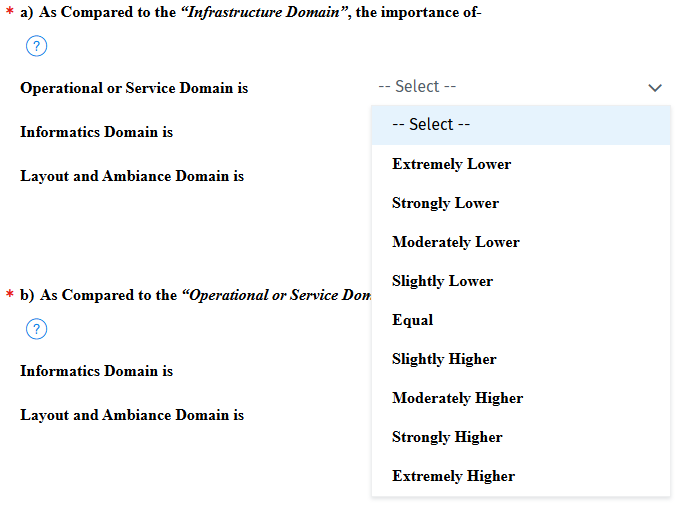 * a) As Compared to the “Infrastructure Domain”, the importance of-
?
Operational or Service Domain is
-- Select --
-- Select --
Informatics Domain is
Extremely Lower
Layout and Ambiance Domain is
Strongly Lower
Moderately Lower
Slightly Lower
* b) As Compared to the “Operational or Service
Equal
?
Slightly Higher
Informatics Domain is
Moderately Higher
Layout and Ambiance Domain is
Strongly Higher
Extremely Higher